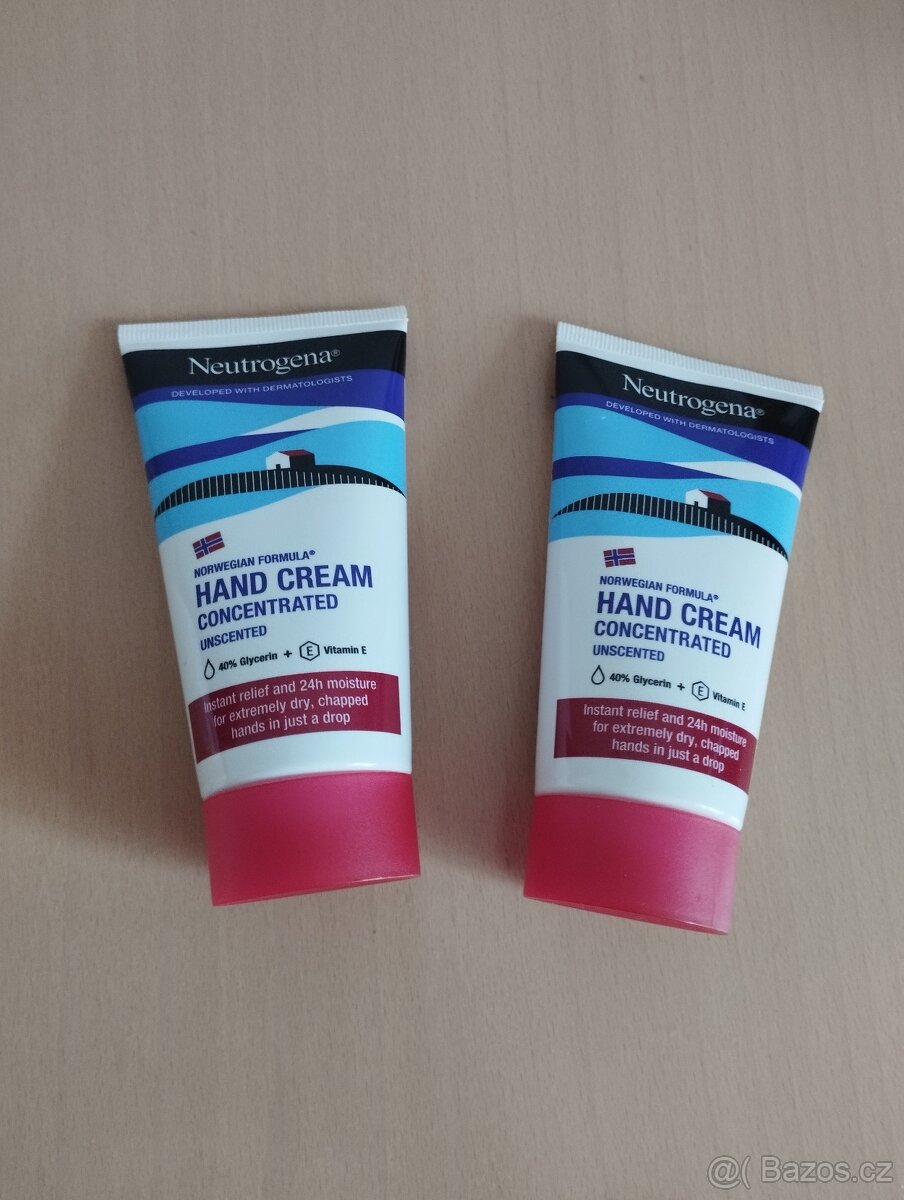 Neutrogena®
DEVELOPED WITH DERMATOLOGISTS
NORWEGIAN FORMULA®
HAND CREAM
CONCENTRATED
UNSCENTED
40% Glycerin + E Vitamin E
Instant relief and 24h moisture
for extremely dry, chapped
hands in just a drop
Neutrogena®
DEVELOPED WITH DERMATOLOGISTS
NORWEGIAN FORMULA®
HAND CREAM
CONCENTRATED
UNSCENTED
40% Glycerin + E Vitamin E
Instant relief and 24h moisture
for extremely dry, chapped
hands in just a drop
@( Bazos.cz